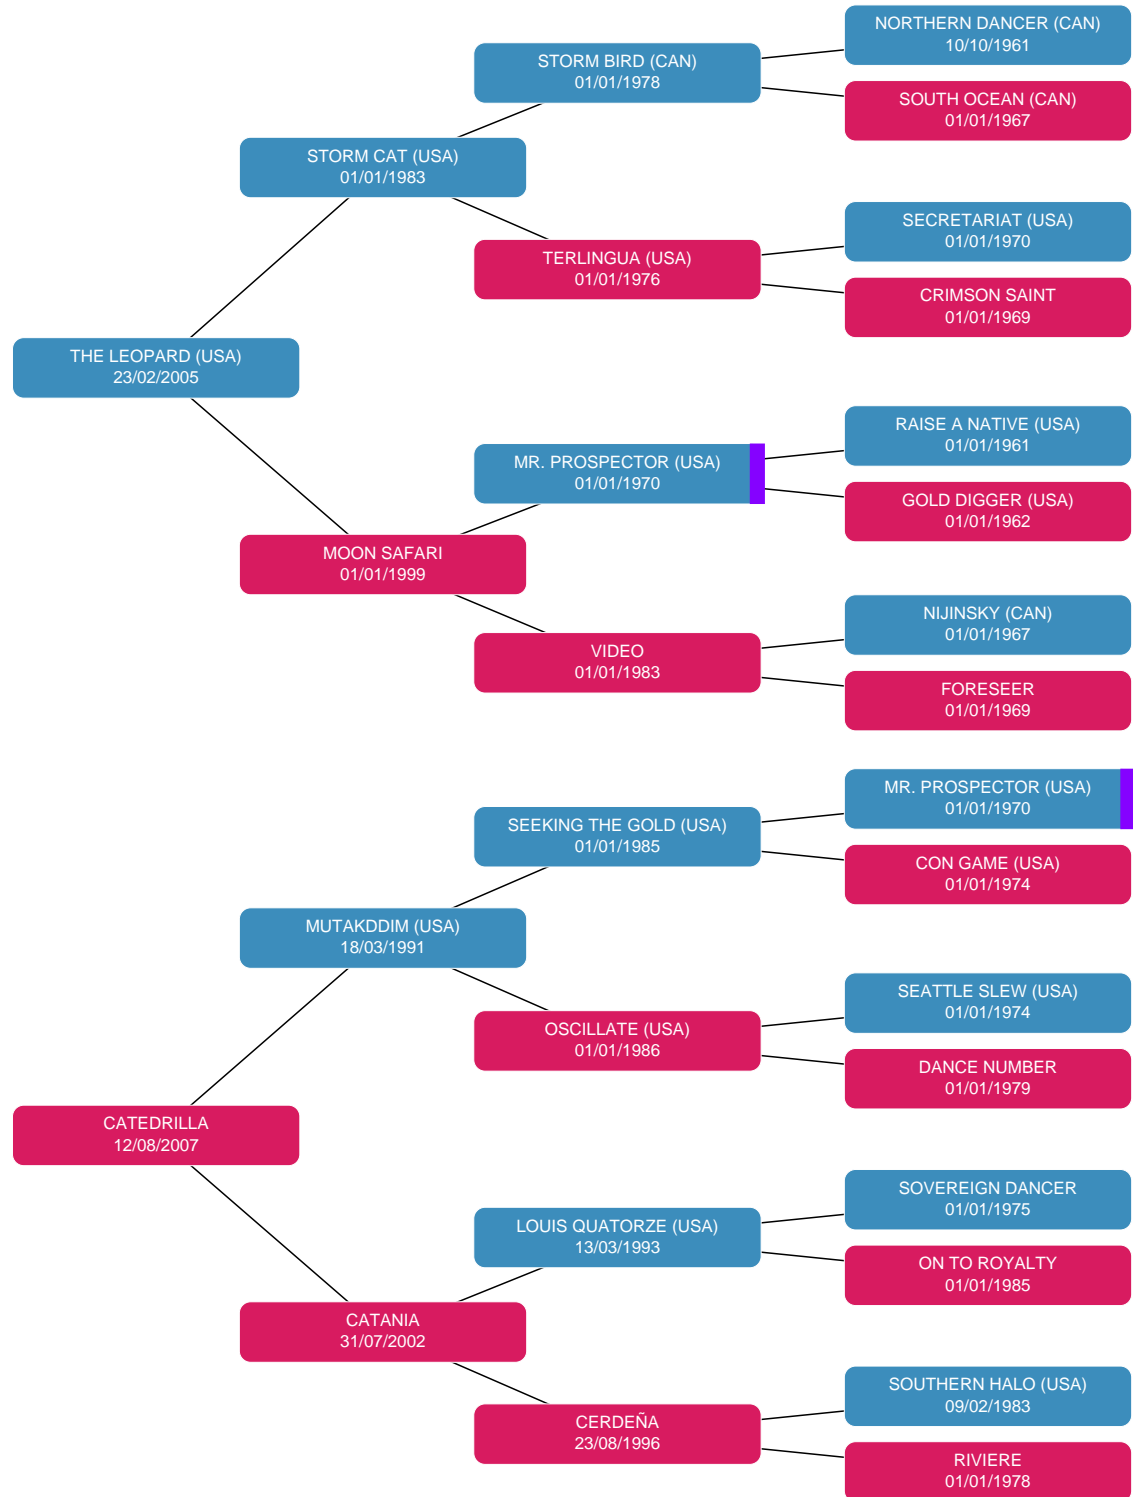 NORTHERN DANCER (CAN)
10/10/1961
STORM BIRD (CAN)
01/01/1978
SOUTH OCEAN (CAN)
01/01/1967
STORM CAT (USA)
01/01/1983
SECRETARIAT (USA)
01/01/1970
TERLINGUA (USA)
01/01/1976
CRIMSON SAINT
01/01/1969
THE LEOPARD (USA)
23/02/2005
RAISE A NATIVE (USA)
01/01/1961
MR. PROSPECTOR (USA)
01/01/1970
GOLD DIGGER (USA)
01/01/1962
MOON SAFARI
01/01/1999
NIJINSKY (CAN)
01/01/1967
VIDEO
01/01/1983
FORESEER
01/01/1969
MR. PROSPECTOR (USA)
01/01/1970
SEEKING THE GOLD (USA)
01/01/1985
CON GAME (USA)
01/01/1974
MUTAKDDIM (USA)
18/03/1991
SEATTLE SLEW (USA)
01/01/1974
OSCILLATE (USA)
01/01/1986
DANCE NUMBER
01/01/1979
CATEDRILLA
12/08/2007
SOVEREIGN DANCER
01/01/1975
LOUIS QUATORZE (USA)
13/03/1993
ON TO ROYALTY
01/01/1985
CATANIA
31/07/2002
SOUTHERN HALO (USA)
09/02/1983
CERDEÑA
23/08/1996
RIVIERE
01/01/1978